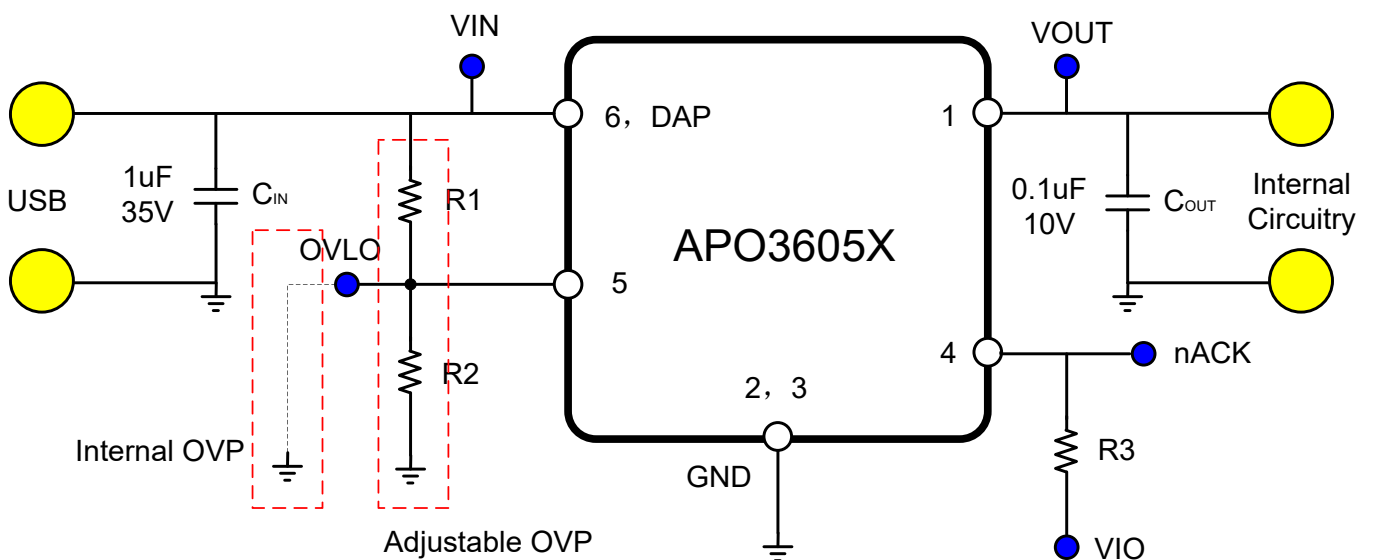 VIN
VOUT
6，DAP
1
USB
1uF
35V
CIN
R1
0.1uF
10V
COUT
Internal
Circuitry
APO3605X
OVLO
5
4
nACK
R2
2，3
Internal OVP
GND
R3
Adjustable OVP
VIO